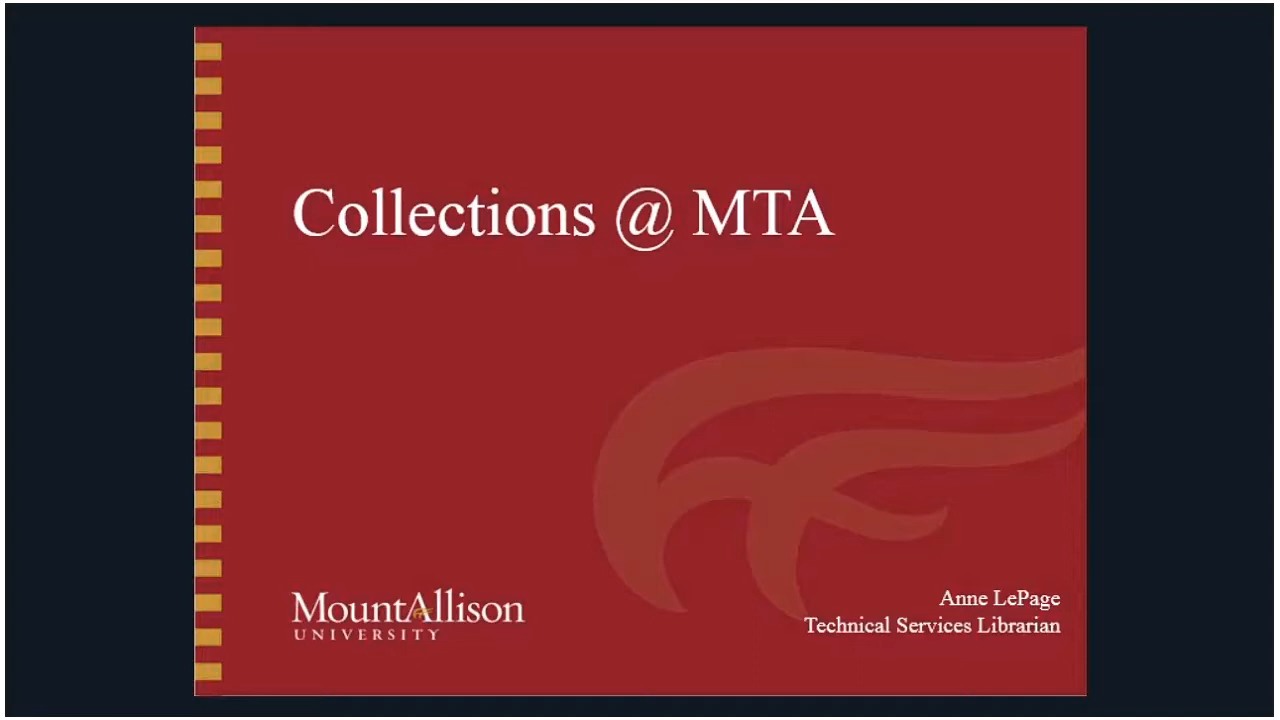 Collections @ MTA
MountAllison
UNIVERSITY
Anne LePage
Technical Services Librarian